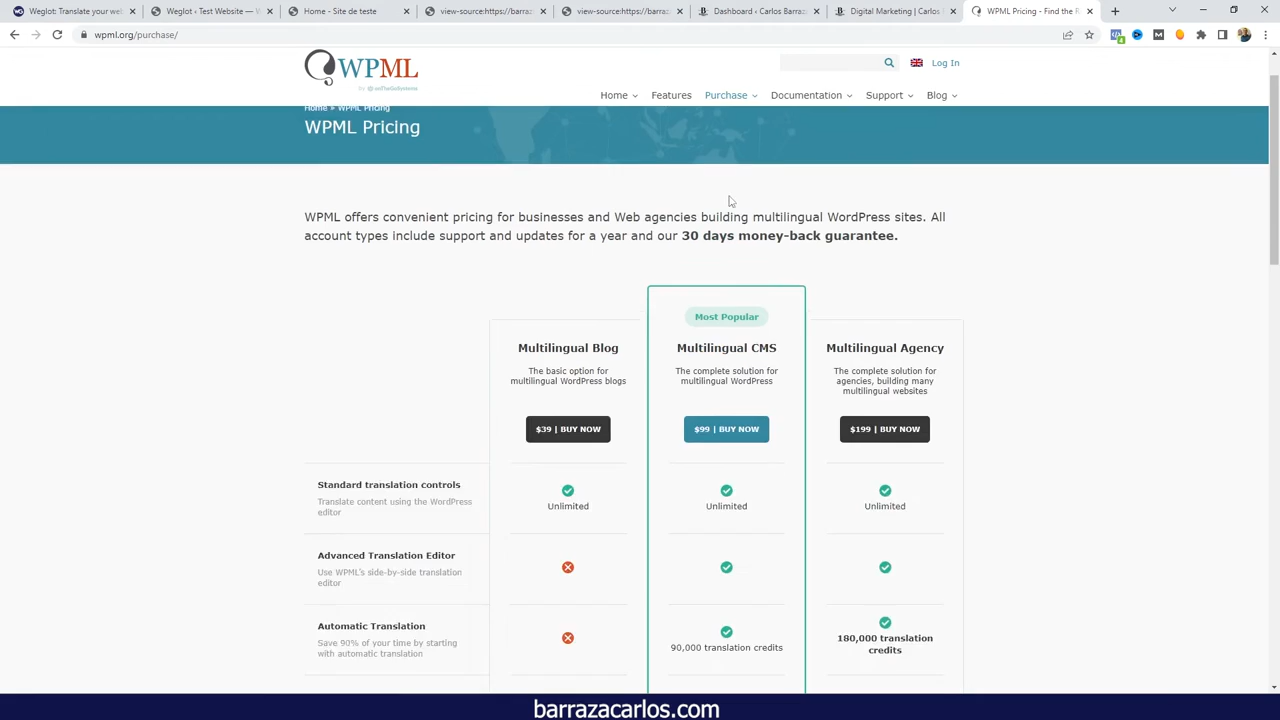 Weglot: Translate your website
Weglot ‹ Test Website — W
Home - Site de teste
view-source:https://barraz
view-source:https://barraz
Dashboard ‹ Carlos Barraza
Digital Marketing | Carlos
WPML Pricing - Find the R
wpml.org/purchase/
WPML
Log In
Home
Features
Purchase
Documentation
Support
Blog
Home » WPML Pricing
WPML Pricing
WPML offers convenient pricing for businesses and Web agencies building multilingual WordPress sites. All
account types include support and updates for a year and our 30 days money-back guarantee.
Most Popular
Multilingual Blog
Multilingual CMS
Multilingual Agency
The basic option for
multilingual WordPress blogs
The complete solution for
multilingual WordPress
The complete solution for
agencies, building many
multilingual websites
$39 | BUY NOW
$99 | BUY NOW
$199 | BUY NOW
Standard translation controls
Translate content using the WordPress
editor
Unlimited
Unlimited
Unlimited
Advanced Translation Editor
Use WPML's side-by-side translation
editor
Automatic Translation
Save 90% of your time by starting
with automatic translation
90,000 translation credits
180,000 translation
credits
barrazacarlos.com